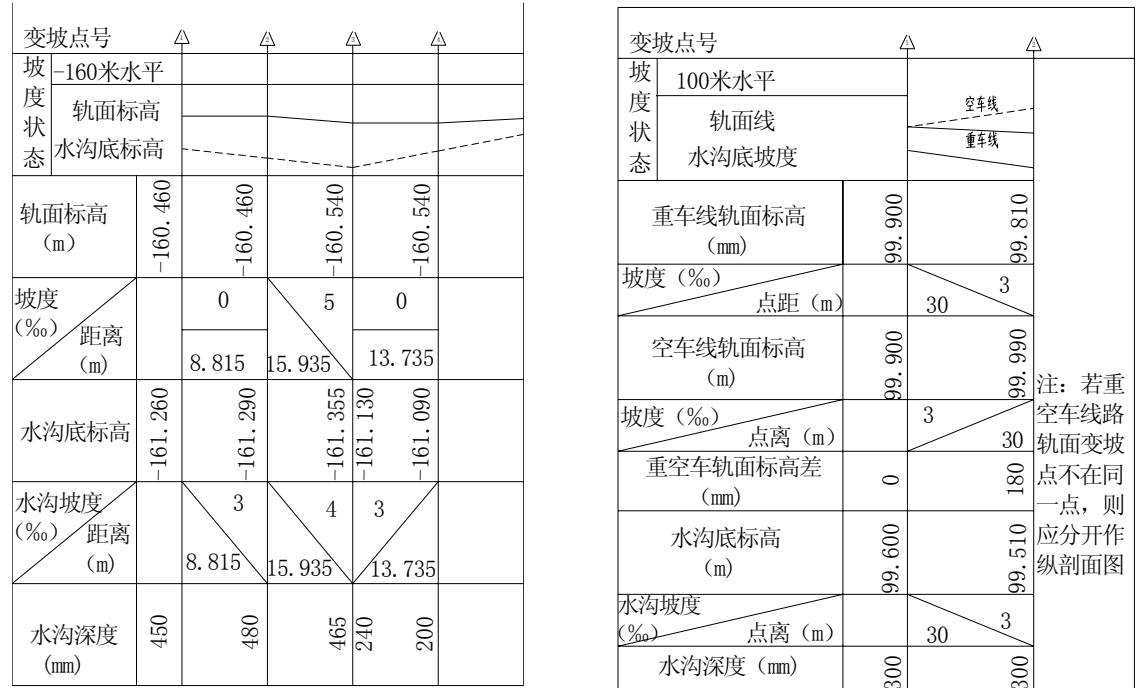 变坡点号
1 2 3 4
坡度状态
-160米水平
轨面标高
水沟底标高
轨面标高
(m)
-160.460 -160.460 -160.540 -160.540
坡度
(‰)
距离
(m)
0 5 0
8.815 15.935 13.735
水沟底标高
-161.260 -161.290 -161.355 -161.130 -161.090
水沟坡度
(‰)
距离
(m)
3 4 3
8.815 15.935 13.735
水沟深度
(mm)
450 480 465 240 200
变坡点号
1 2
坡度状态
100米水平
轨面线
水沟底坡度
空车线
重车线
重车线轨面标高
(mm)
99.900 99.810
坡度（‰）
点距（m）
30 3
空车线轨面标高
(m)
99.900 99.990
坡度（‰）
点离（m）
3 30
重空车轨面标高差
(mm)
0 180
水沟底标高
(m)
99.600 99.510
水沟坡度
(‰)
点离（m）
30 3
水沟深度（mm）
300 300
注：若重
空车线路
轨面变坡
点不在同
一点，则
应分开作
纵剖面图